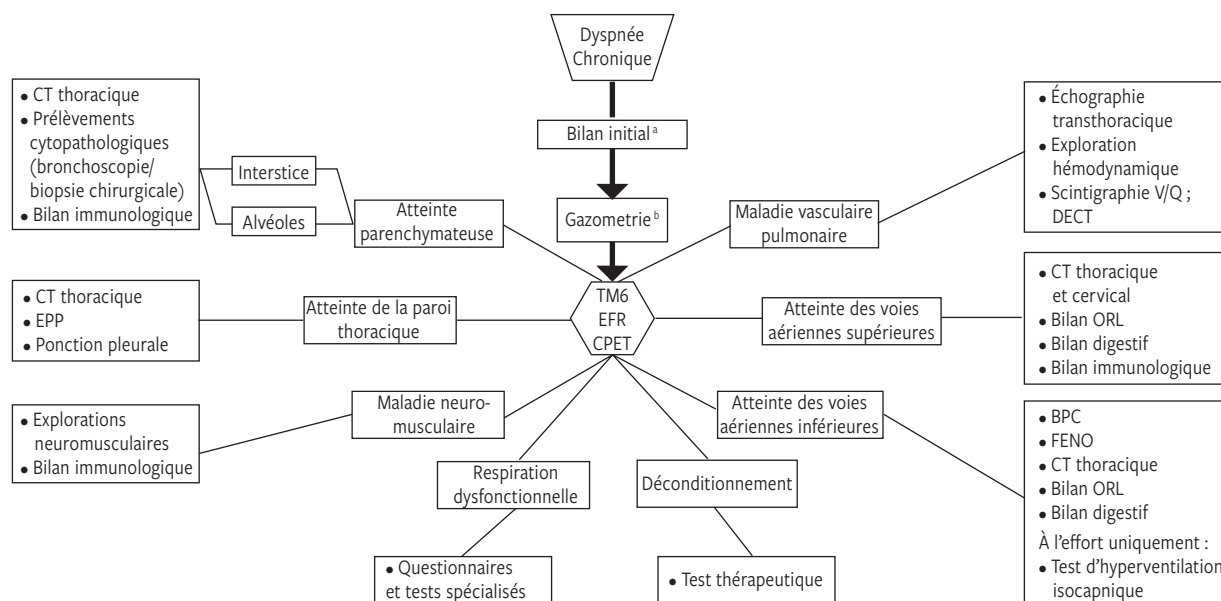 Dyspnée
Chronique
Bilan initial a
Gazometrie b
TM6
EFR
CPET
• CT thoracique
• Prélèvements
cytopathologiques
(bronchoscopie/
biopsie chirurgicale)
• Bilan immunologique
Interstice
Alvéoles
Atteinte
parenchymateuse
Maladie vasculaire
pulmonaire
• Échographie
transthoracique
• Exploration
hémodynamique
• Scintigraphie V/Q ;
DECT
• CT thoracique
• EPP
• Ponction pleurale
Atteinte de la paroi
thoracique
Atteinte des voies
aériennes supérieures
• CT thoracique
et cervical
• Bilan ORL
• Bilan digestif
• Bilan immunologique
• Explorations
neuromusculaires
• Bilan immunologique
Maladie neuro-
musculaire
Atteinte des voies
aériennes inférieures
• BPC
• FENO
• CT thoracique
• Bilan ORL
• Bilan digestif
À l'effort uniquement :
• Test d'hyperventilation
isocapnique
Respiration
dysfonctionnelle
Déconditionnement
• Questionnaires
et tests spécialisés
• Test thérapeutique